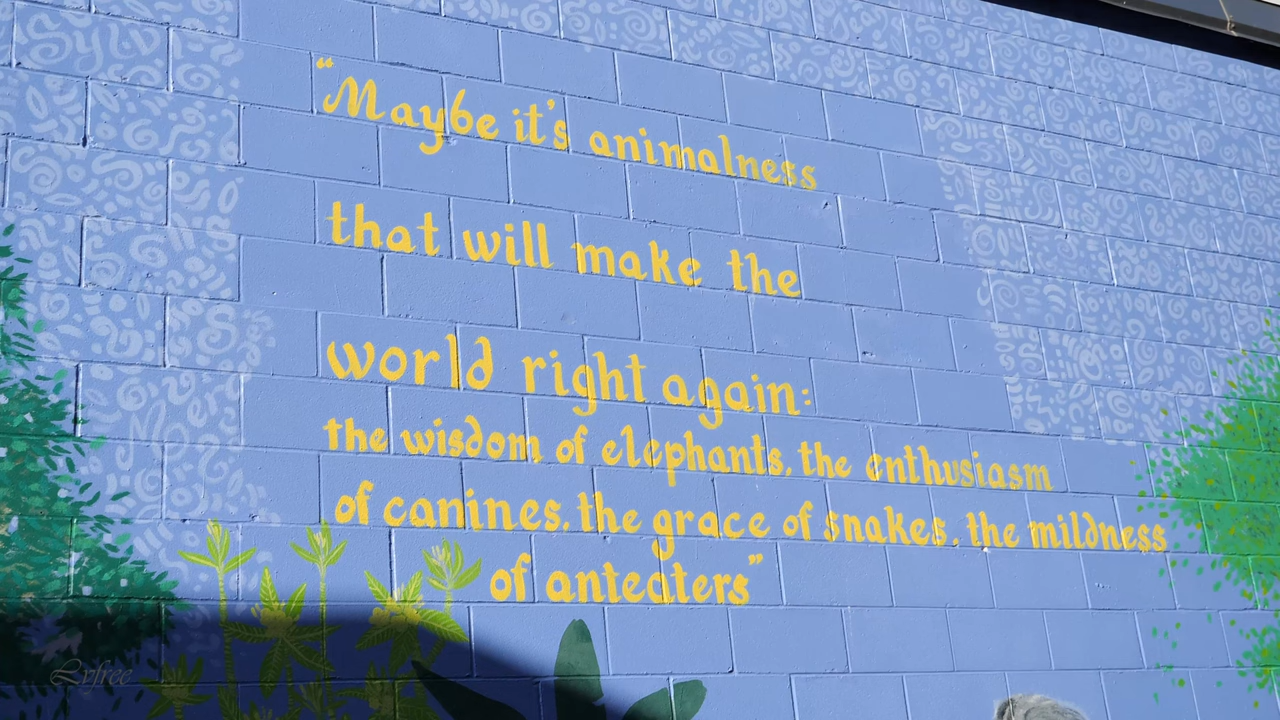 “Maybe it's animalness
that will make the
world right again:
the wisdom of elephants, the enthusiasm
of canines, the grace of snakes, the mildness
of anteaters”
Lvfree